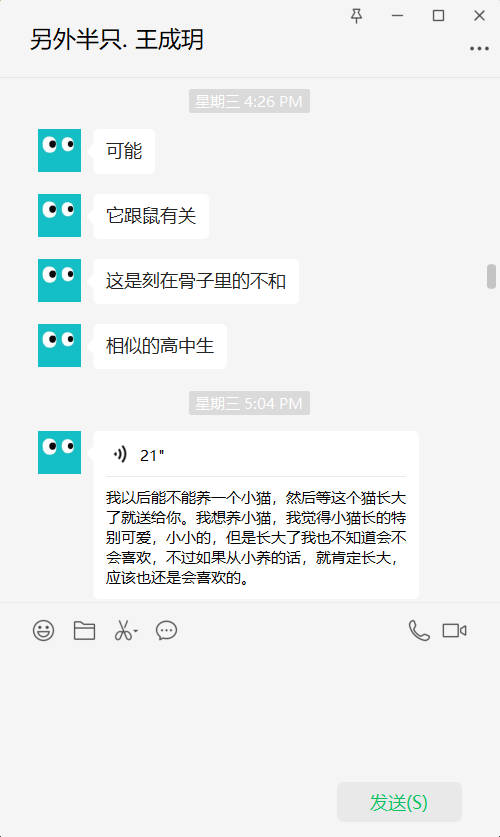 另外半只. 王成玥
星期三 4:26 PM
可能
它跟鼠有关
这是刻在骨子里的不和
相似的高中生
星期三 5:04 PM
21"
我以后能不能养一个小猫，然后等这个猫长大
了就送给你。我想养小猫，我觉得小猫长的特
别可爱，小小的，但是长大了我也不知道会不
会喜欢，不过如果从小养的话，就肯定长大，
应该也还是会喜欢的。
发送(S)